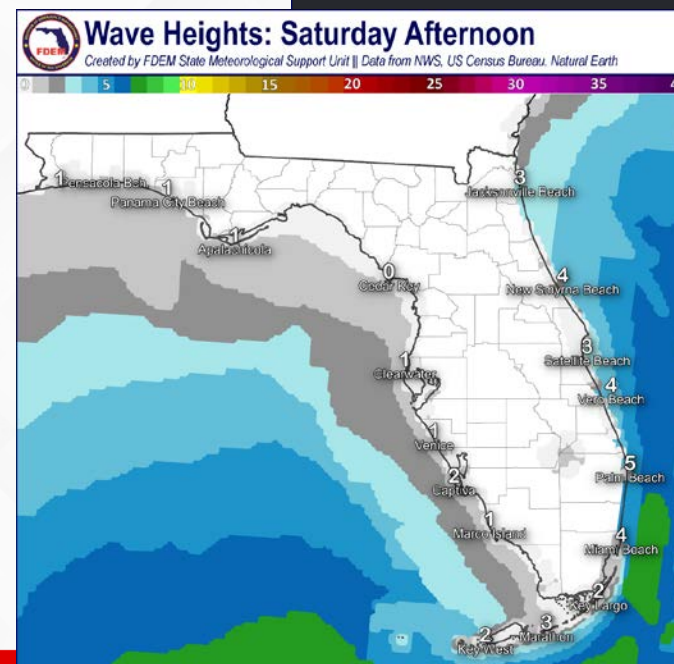 FDEM
Wave Heights: Saturday Afternoon
Created by FDEM State Meteorological Support Unit || Data from NWS, US Census Bureau, Natural Earth
0 5 10 15 20 25 30 35 4
1
Pensacola Bch.
1
Panama City Beach
0
1
Apalachicola
3
Jacksonville Beach
0
Cedar Key
4
New Smyrna Beach
3
Satellite Beach
1
Clearwater
4
Vero Beach
1
Venice
5
Palm Beach
2
Captiva
1
Marco Island
4
Miami Beach
2
Key Largo
3
Marathon
2
Key West